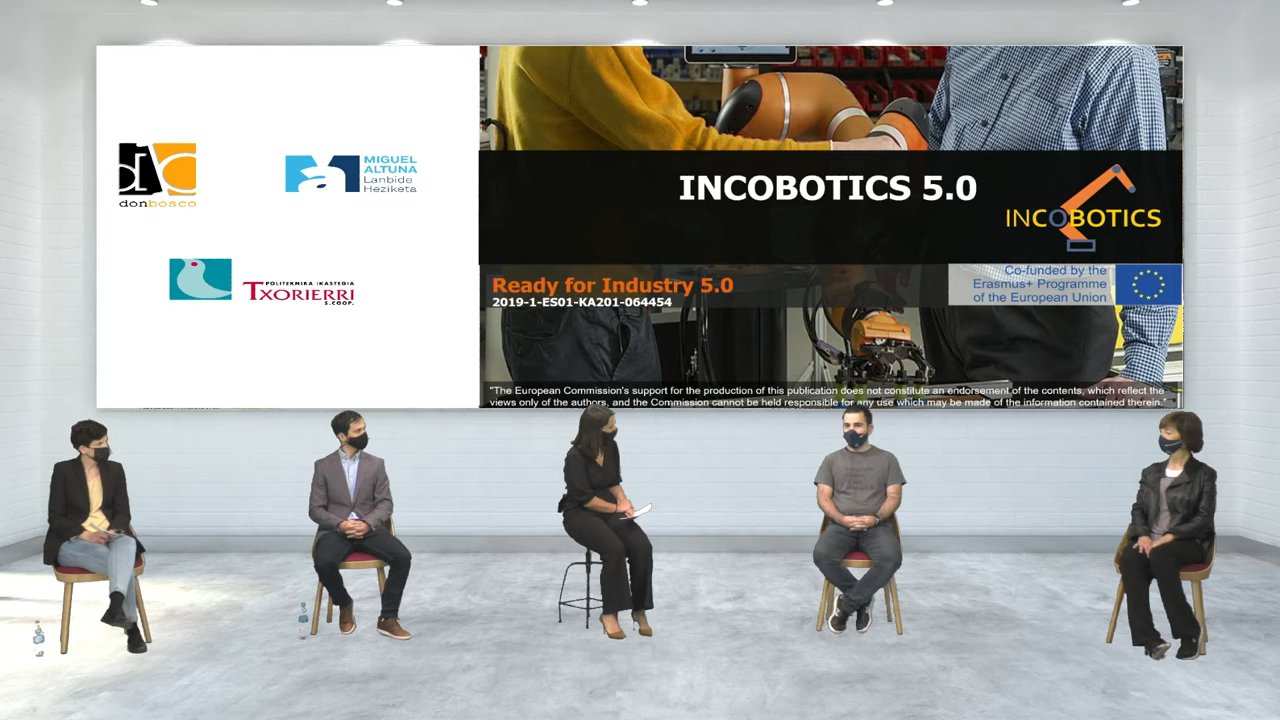 donbosco
MIGUEL
ALTUNA
Lanbide
Heziketa
POLITEKNIKA IKASTEGIA
TXORIERRI
S.COOP.
INCOBOTICS 5.0
INCOBOTICS
Ready for Industry 5.0
2019-1-ES01-KA201-064454
Co-funded by the
Erasmus+ Programme
of the European Union
"The European Commission's support for the production of this publication does not constitute an endorsement of the contents, which reflect the
views only of the authors, and the Commission cannot be held responsible for any use which may be made of the information contained therein."